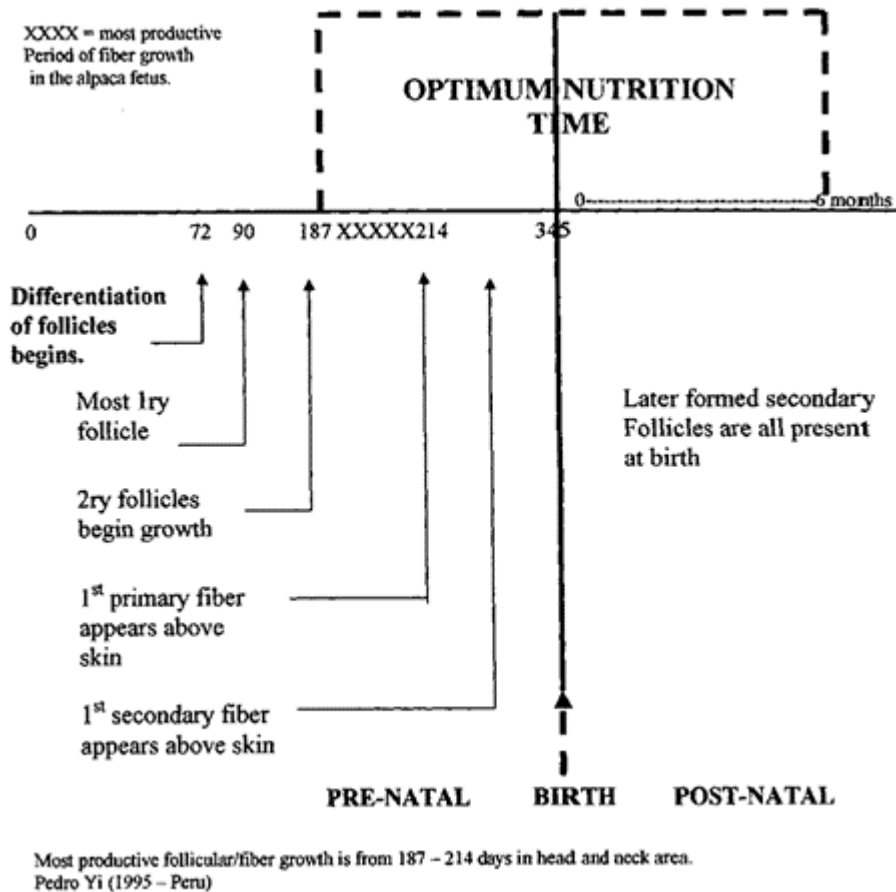 XXXX = most productive
Period of fiber growth
in the alpaca fetus.
OPTIMUM NUTRITION
TIME
0---------------------------6 months
0 72 90 187 XXXXX214 345
Differentiation
of follicles
begins.
Most 1ry
follicle
Later formed secondary
Follicles are all present
at birth
2ry follicles
begin growth
1st primary fiber
appears above
skin
1st secondary fiber
appears above skin
PRE-NATAL BIRTH POST-NATAL
Most productive follicular/fiber growth is from 187 – 214 days in head and neck area.
Pedro Yi (1995 – Peru)